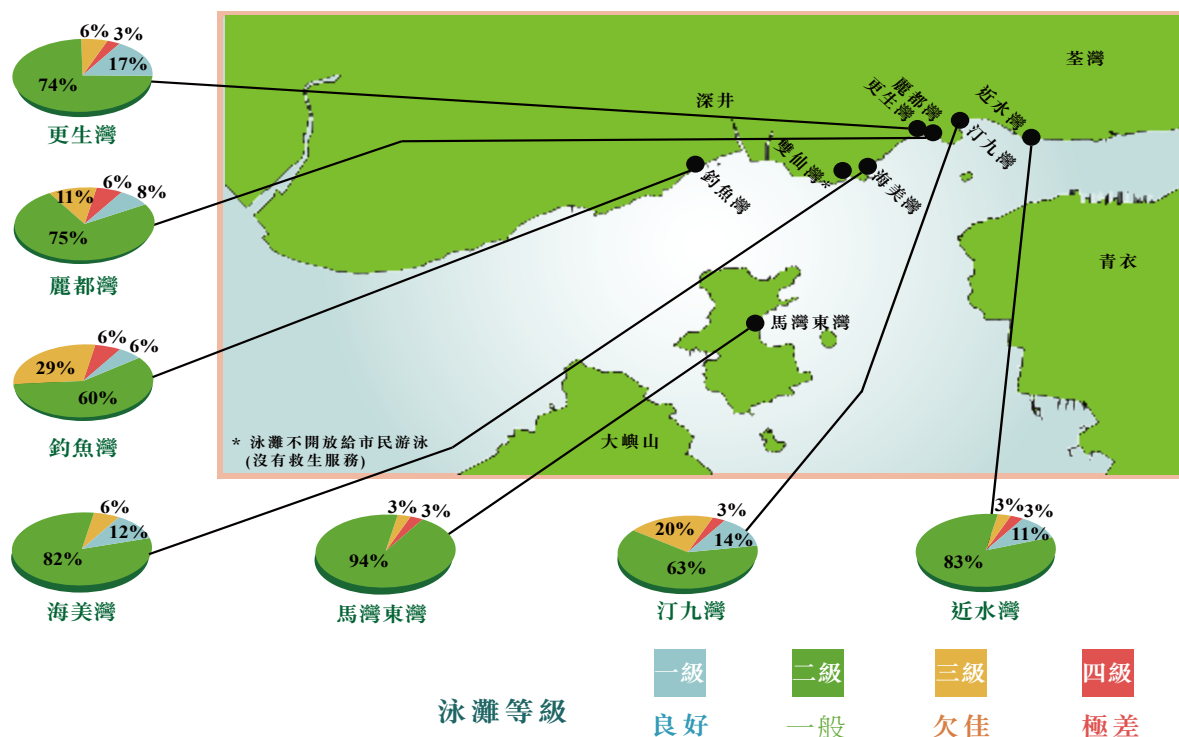 6% 3%
17%
74%
更生灣
6%
11%
8%
75%
麗都灣
6%
6%
29%
60%
釣魚灣
荃灣
深井
麗都灣
更生灣
近水灣
汀九灣
雙仙灣*
海美灣
釣魚灣
青衣
馬灣東灣
大嶼山
* 泳灘不開放給市民游泳
(沒有救生服務)
6%
12%
82%
海美灣
3% 3%
94%
馬灣東灣
3%
20%
14%
63%
汀九灣
3% 3%
11%
83%
近水灣
泳灘等級
一級 二級 三級 四級
良好 一般 欠佳 極差